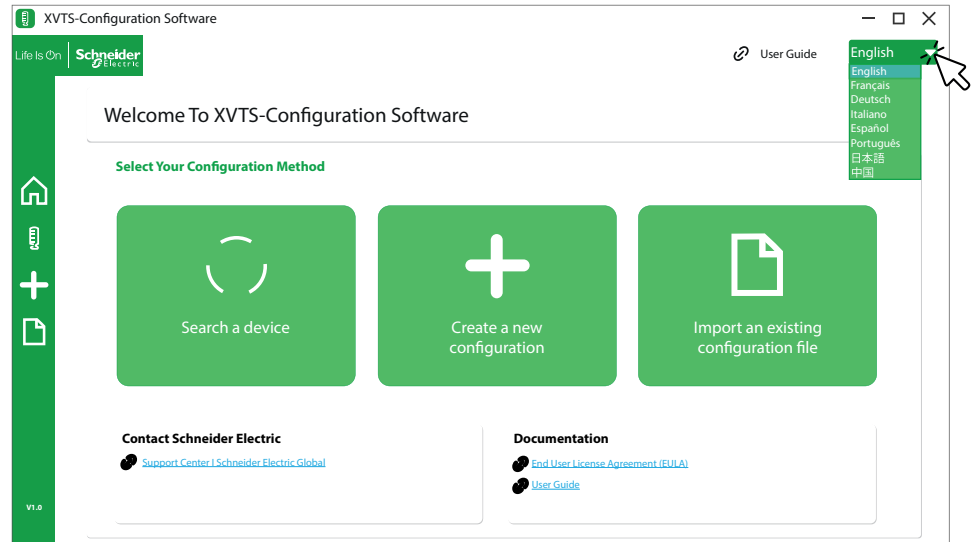 XVTS-Configuration Software
Life Is On
Schneider
Electric
User Guide
English
English
Français
Deutsch
Italiano
Español
Português
日本語
中国
Welcome To XVTS-Configuration Software
Select Your Configuration Method
Search a device
Create a new
configuration
Import an existing
configuration file
Contact Schneider Electric
Support Center I Schneider Electric Global
Documentation
End User License Agreement (EULA)
User Guide
V1.0